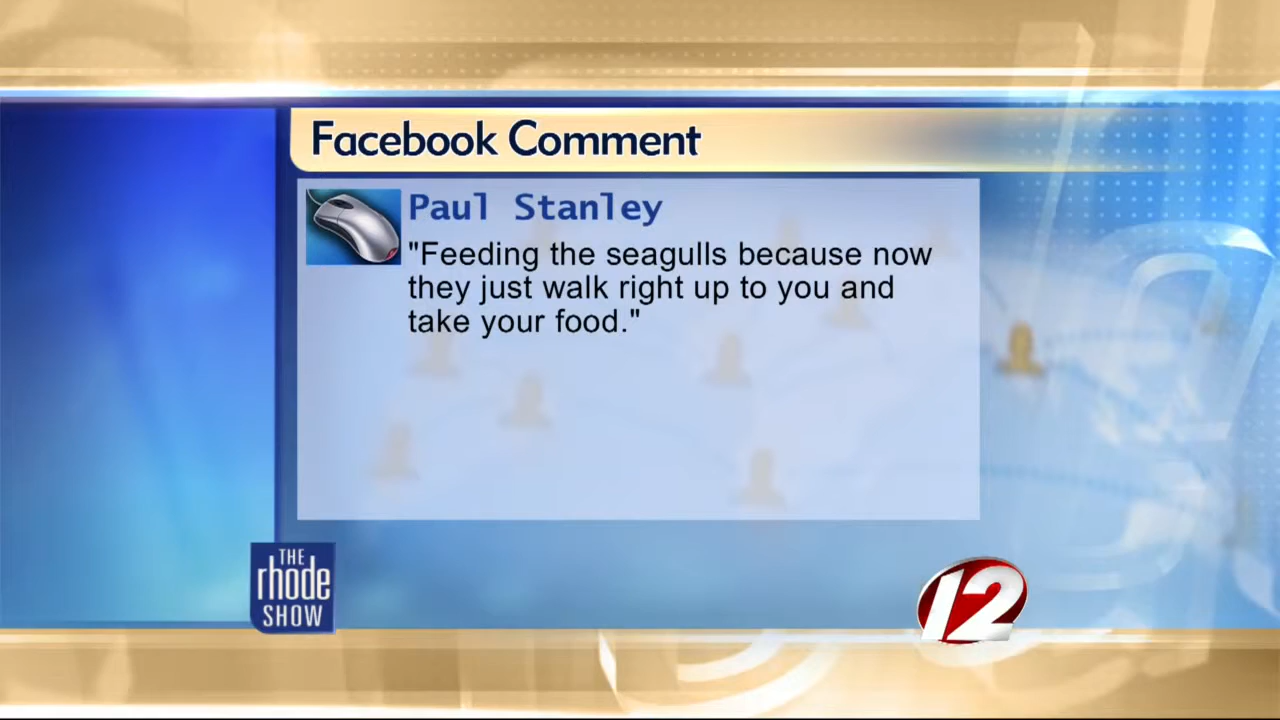 Facebook Comment
Paul Stanley
"Feeding the seagulls because now
they just walk right up to you and
take your food."
THE
rhode
SHOW
12